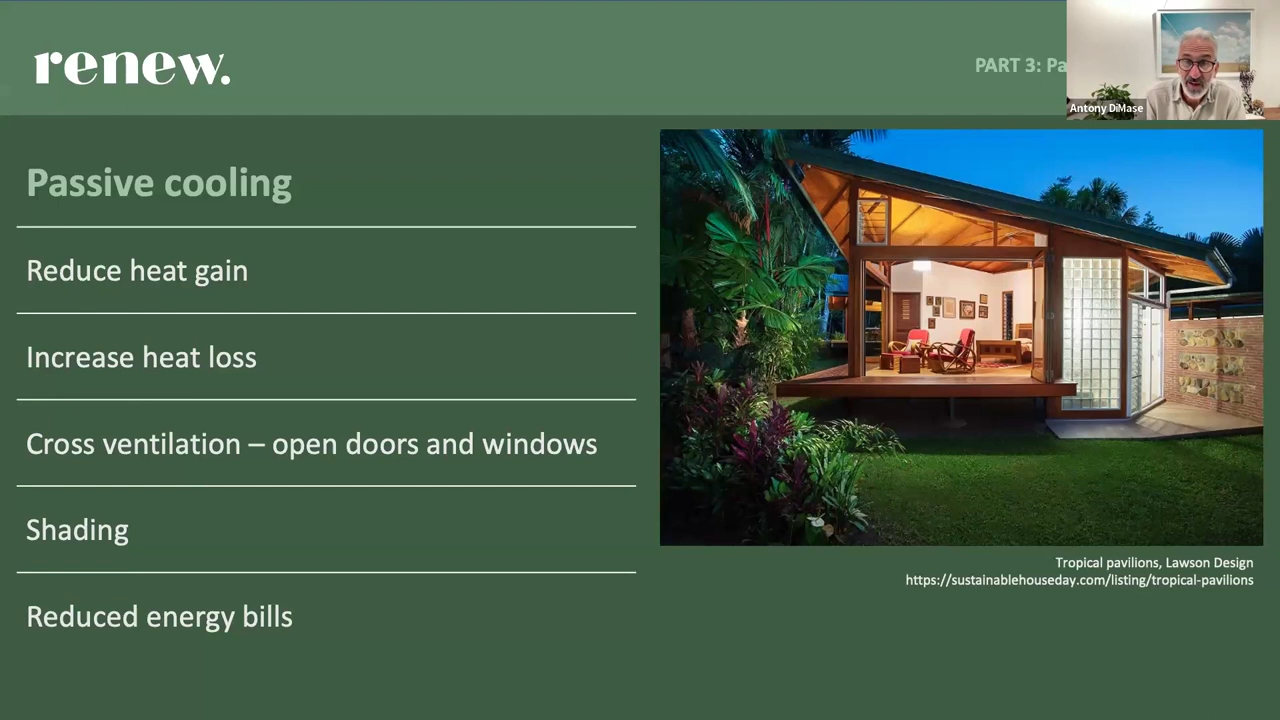 renew.
PART 3: Pa
Antony DiMase
Passive cooling
Reduce heat gain
Increase heat loss
Cross ventilation – open doors and windows
Shading
Reduced energy bills
Tropical pavilions, Lawson Design
https://sustainablehouseday.com/listing/tropical-pavilions